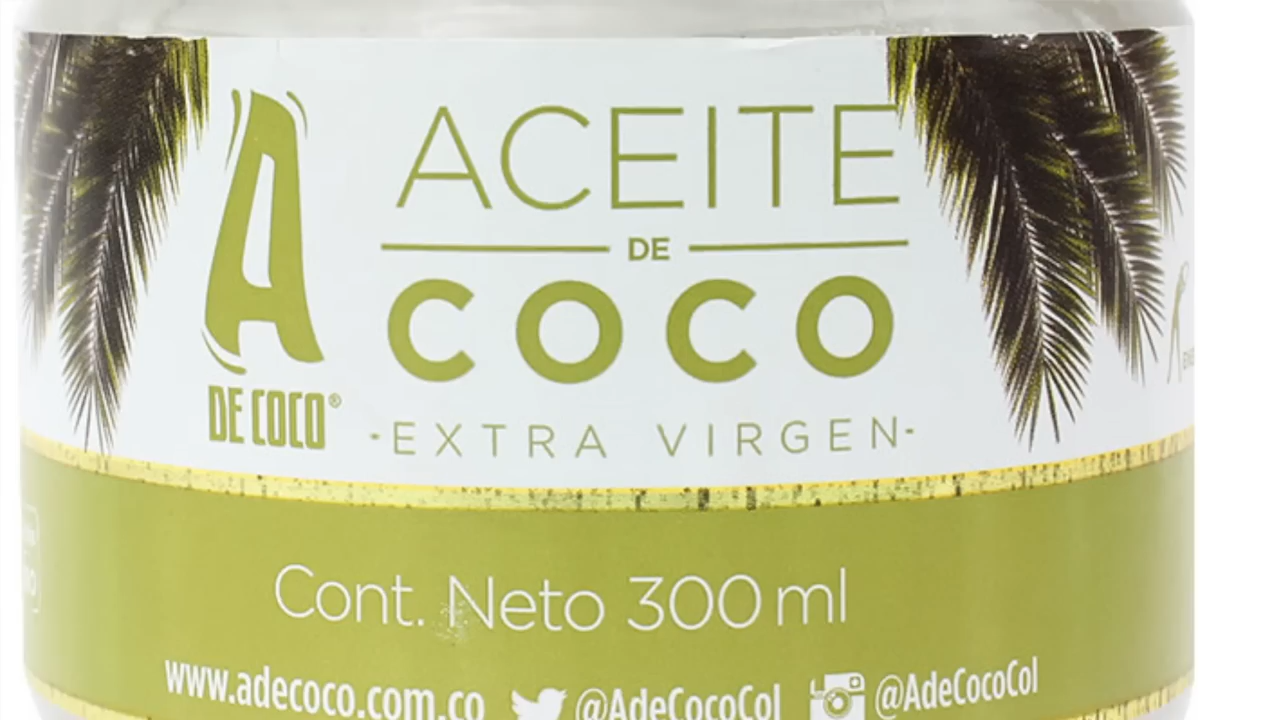 A
DE COCO®
ACEITE
DE
COCO
-EXTRA VIRGEN-
Cont. Neto 300 ml
www.adecoco.com.co @AdeCocoCol @AdeCocoCol